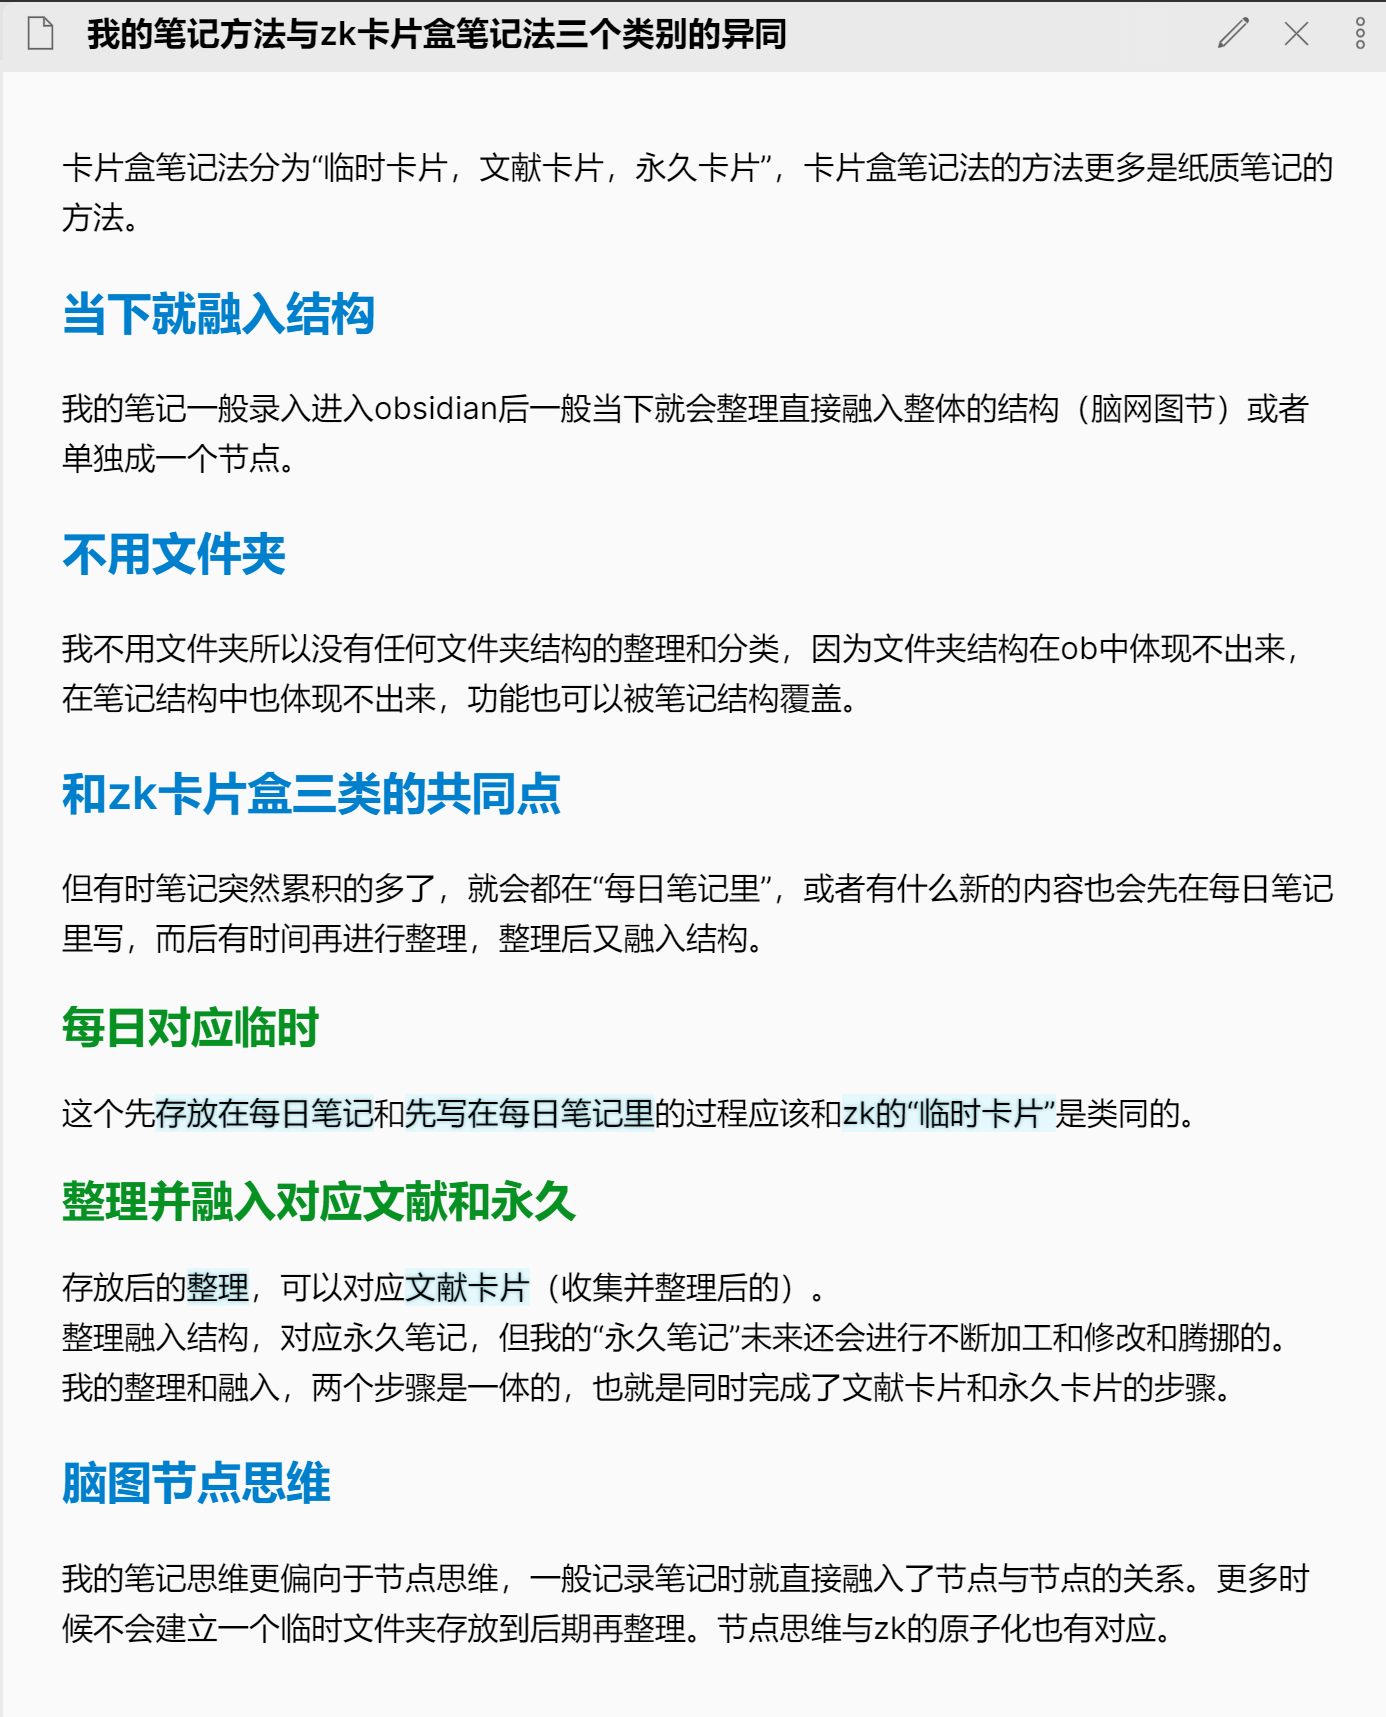 我的笔记方法与zk卡片盒笔记法三个类别的异同
卡片盒笔记法分为“临时卡片，文献卡片，永久卡片”，卡片盒笔记法的方法更多是纸质笔记的
方法。
当下就融入结构
我的笔记一般录入进入obsidian后一般当下就会整理直接融入整体的结构（脑网图节）或者
单独成一个节点。
不用文件夹
我不用文件夹所以没有任何文件夹结构的整理和分类，因为文件夹结构在ob中体现不出来，
在笔记结构中也体现不出来，功能也可以被笔记结构覆盖。
和zk卡片盒三类的共同点
但有时笔记突然累积的多了，就会都在“每日笔记里”，或者有什么新的内容也会先在每日笔记
里写，而后有时间再进行整理，整理后又融入结构。
每日对应临时
这个先存放在每日笔记和先写在每日笔记里的过程应该和zk的“临时卡片”是类同的。
整理并融入对应文献和永久
存放后的整理，可以对应文献卡片（收集并整理后的）。
整理融入结构，对应永久笔记，但我的“永久笔记”未来还会进行不断加工和修改和腾挪的。
我的整理和融入，两个步骤是一体的，也就是同时完成了文献卡片和永久卡片的步骤。
脑图节点思维
我的笔记思维更偏向于节点思维，一般记录笔记时就直接融入了节点与节点的关系。更多时
候不会建立一个临时文件夹存放到后期再整理。节点思维与zk的原子化也有对应。